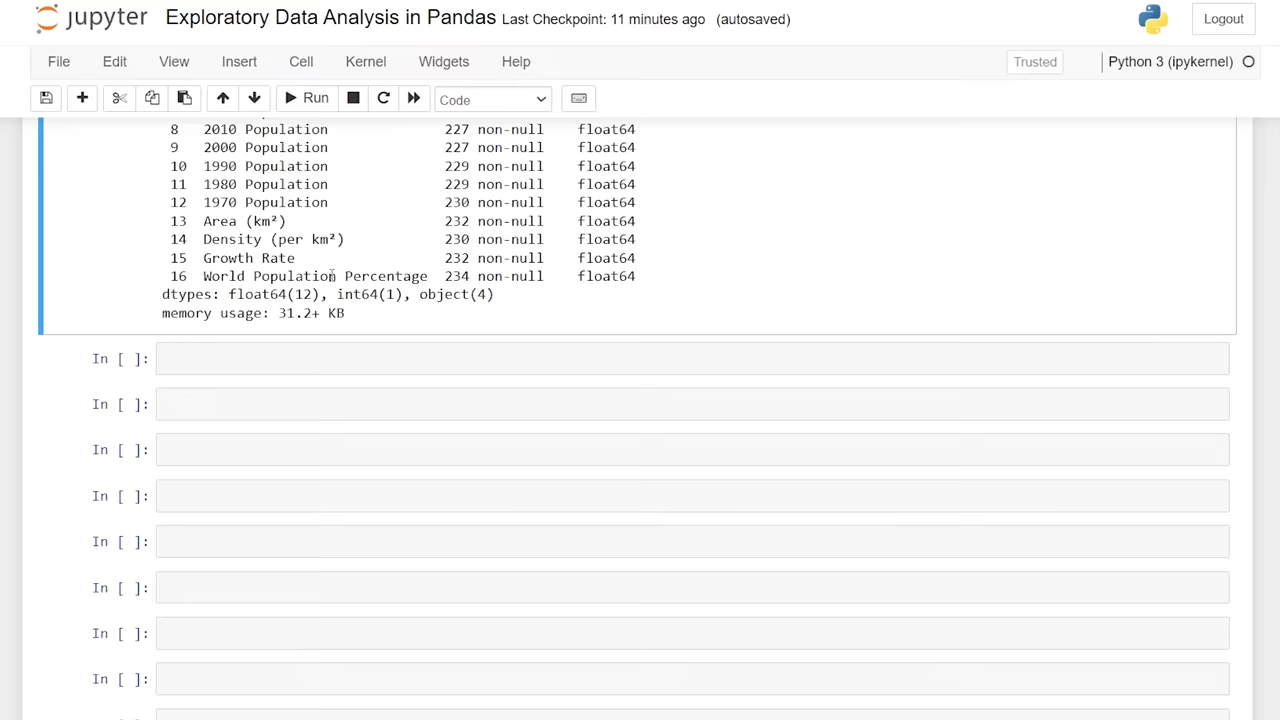 jupyter Exploratory Data Analysis in Pandas Last Checkpoint: 11 minutes ago (autosaved) Logout
File Edit View Insert Cell Kernel Widgets Help Trusted Python 3 (ipykernel)
Run Code
8 2010 Population 227 non-null float64
9 2000 Population 227 non-null float64
10 1990 Population 229 non-null float64
11 1980 Population 229 non-null float64
12 1970 Population 230 non-null float64
13 Area (km²) 232 non-null float64
14 Density (per km²) 230 non-null float64
15 Growth Rate 232 non-null float64
16 World Population Percentage 234 non-null float64
dtypes: float64(12), int64(1), object(4)
memory usage: 31.2+ KB
In [ ]:
In [ ]:
In [ ]:
In [ ]:
In [ ]:
In [ ]:
In [ ]:
In [ ]: